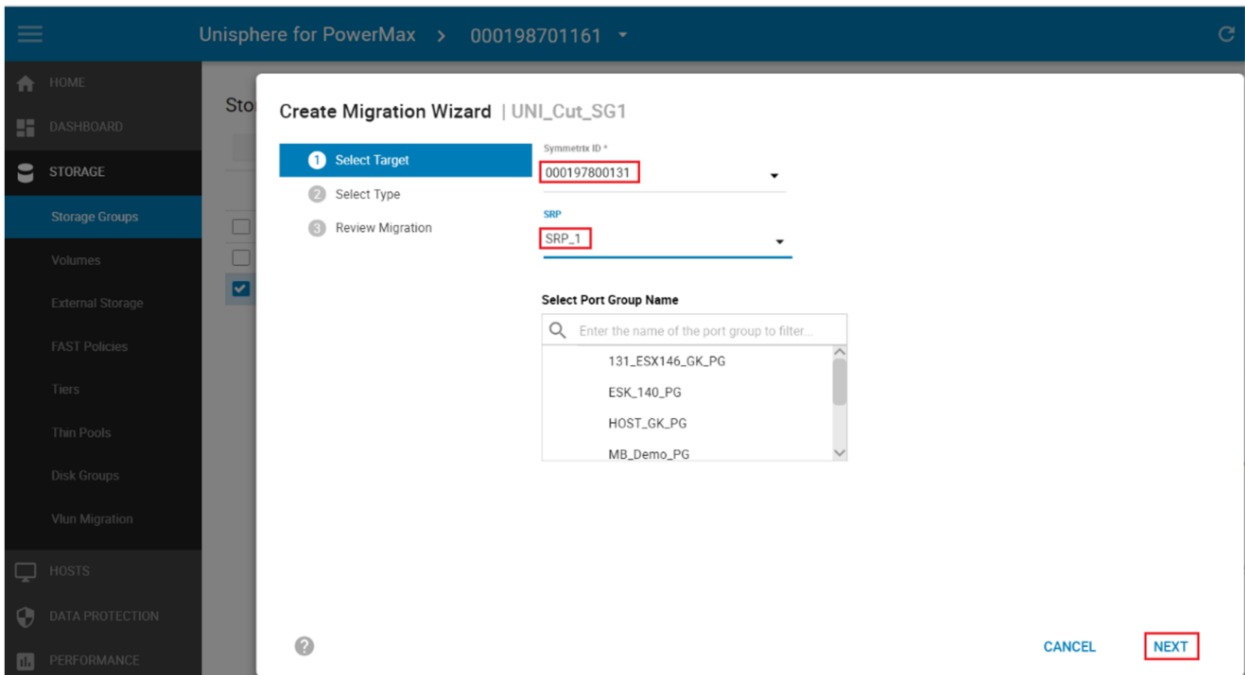 Unisphere for PowerMax > 000198701161
HOME
DASHBOARD
STORAGE
Storage Groups
Volumes
External Storage
FAST Policies
Tiers
Thin Pools
Disk Groups
Vlun Migration
HOSTS
DATA PROTECTION
PERFORMANCE
Sto
Create Migration Wizard | UNI_Cut_SG1
1 Select Target
2 Select Type
3 Review Migration
Symmetrix ID *
000197800131
SRP
SRP_1
Select Port Group Name
Enter the name of the port group to filter...
131_ESX146_GK_PG
ESK_140_PG
HOST_GK_PG
MB_Demo_PG
?
CANCEL NEXT